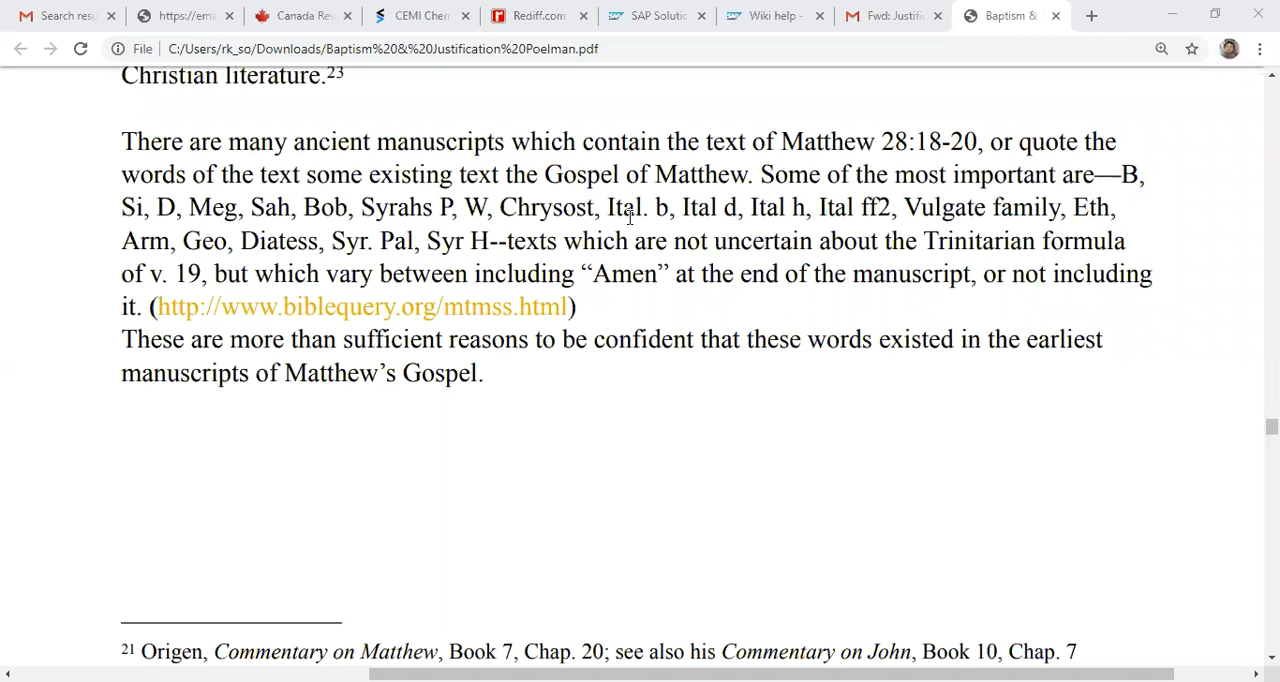 Search resu
https://ema
Canada Re
CEMI Chen
Rediff.com
SAP Solutic
Wiki help -
Fwd: Justifi
Baptism &
File
C:/Users/rk_so/Downloads/Baptism%20&%20Justification%20Poelman.pdf
Christian literature.23
There are many ancient manuscripts which contain the text of Matthew 28:18-20, or quote the
words of the text some existing text the Gospel of Matthew. Some of the most important are—B,
Si, D, Meg, Sah, Bob, Syrahs P, W, Chrysost, Ital. b, Ital d, Ital h, Ital ff2, Vulgate family, Eth,
Arm, Geo, Diatess, Syr. Pal, Syr H--texts which are not uncertain about the Trinitarian formula
of v. 19, but which vary between including “Amen” at the end of the manuscript, or not including
it. (http://www.biblequery.org/mtmss.html)
These are more than sufficient reasons to be confident that these words existed in the earliest
manuscripts of Matthew’s Gospel.
21 Origen, Commentary on Matthew, Book 7, Chap. 20; see also his Commentary on John, Book 10, Chap. 7